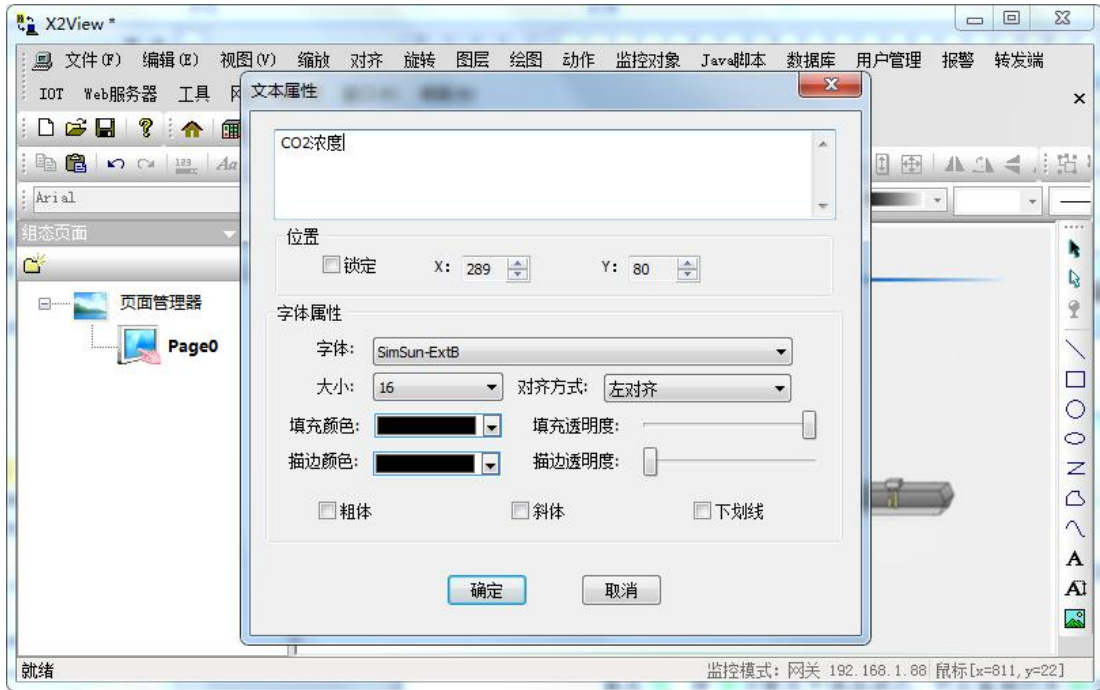 X2View *
文件(F) 编辑(E) 视图(V) 缩放 对齐 旋转 图层 绘图 动作 监控对象 Java脚本 数据库 用户管理 报警 转发端
IOT Web服务器 工具
文本属性
CO2浓度
Arial
组态页面
位置
锁定 X: 289 Y: 80
页面管理器
字体属性
Page0
字体: SimSun-ExtB
大小: 16 对齐方式: 左对齐
填充颜色: 填充透明度:
描边颜色: 描边透明度:
粗体 斜体 下划线
A
确定 取消
就绪 监控模式: 网关 192.168.1.88 鼠标[x=811,y=22]